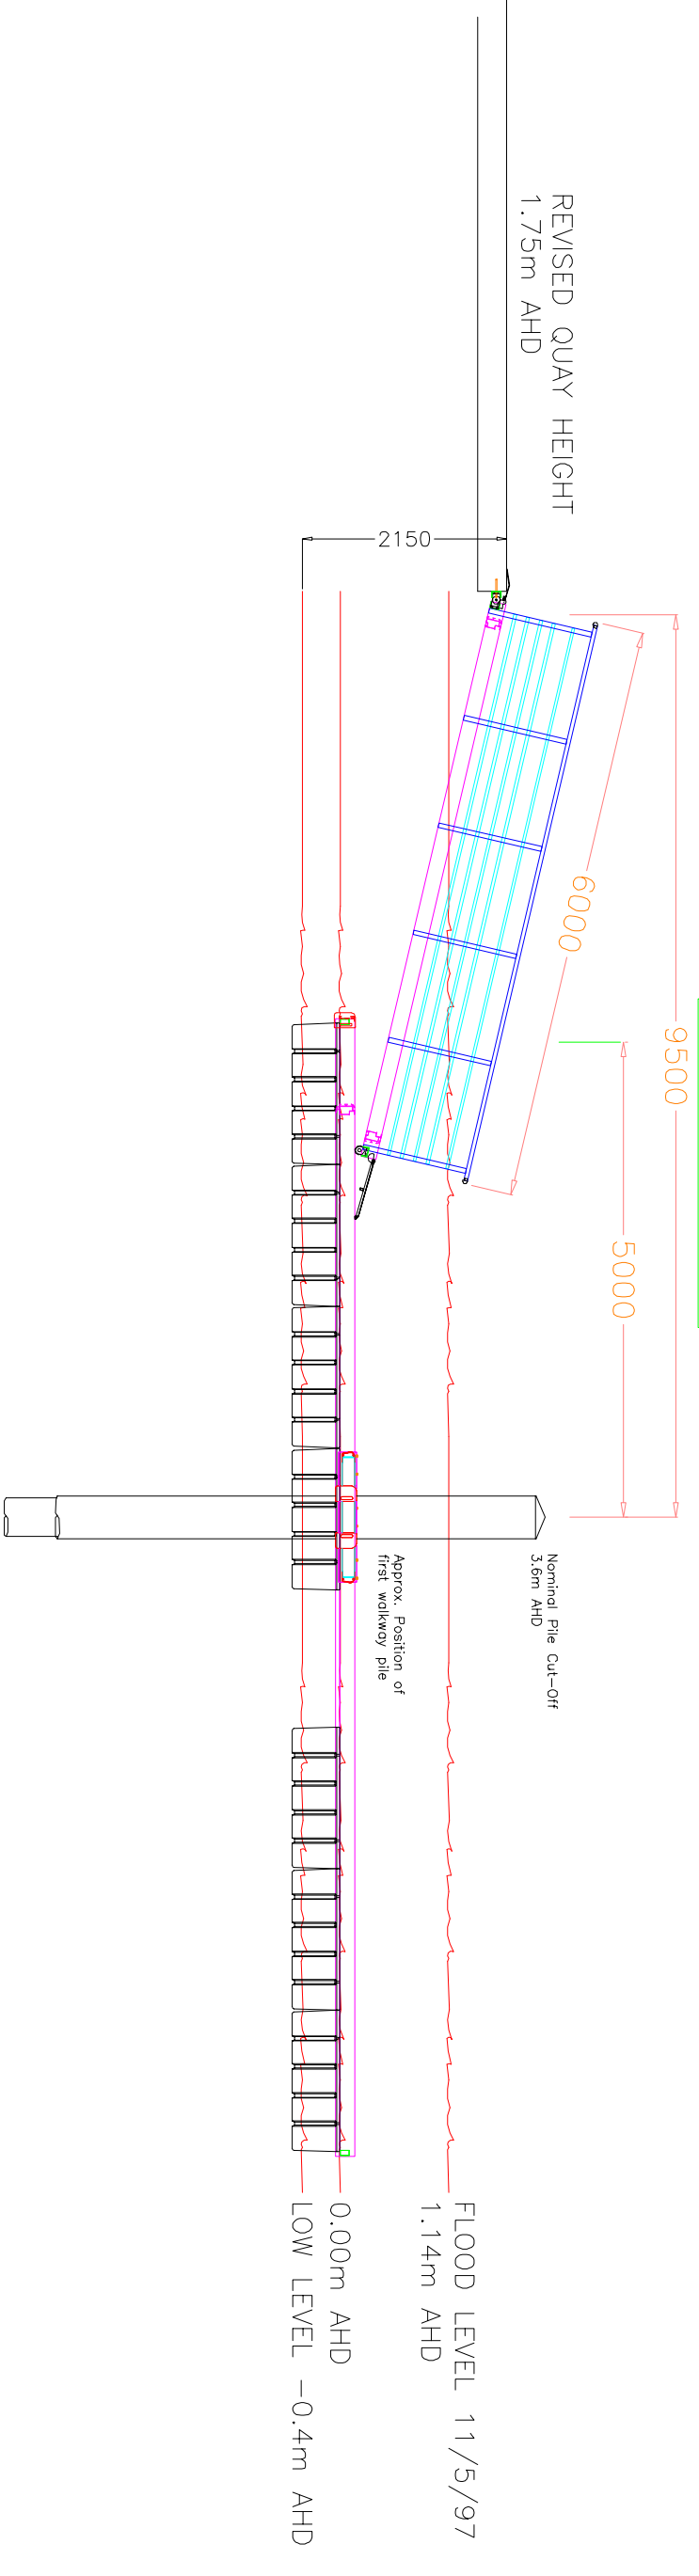 REVISED QUAY HEIGHT
1.75m AHD
2150
6000
9500
5000
Nominal Pile Cut-Off
3.6m AHD
Approx. Position of
first walkway pile
FLOOD LEVEL 11/5/97
1.14m AHD
0.00m AHD
LOW LEVEL -0.4m AHD